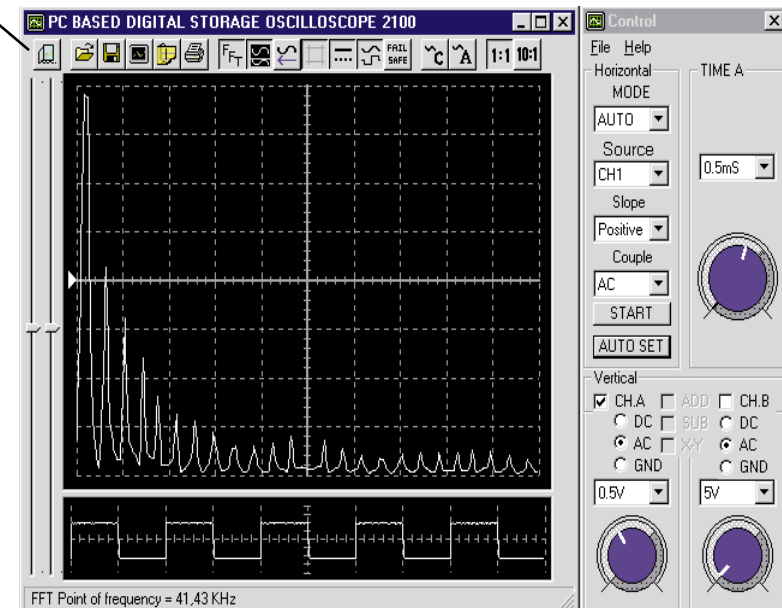 PC BASED DIGITAL STORAGE OSCILLOSCOPE 2100
FFT
FAIL SAFE
C
A
1:1
10:1
Control
File Help
Horizontal
MODE
AUTO
Source
CH1
Slope
Positive
Couple
AC
START
AUTO SET
TIME A
0.5mS
Vertical
CH.A ADD CH.B
DC SUB DC
AC X-Y AC
GND GND
0.5V 5V
FFT Point of frequency = 41,43 KHz